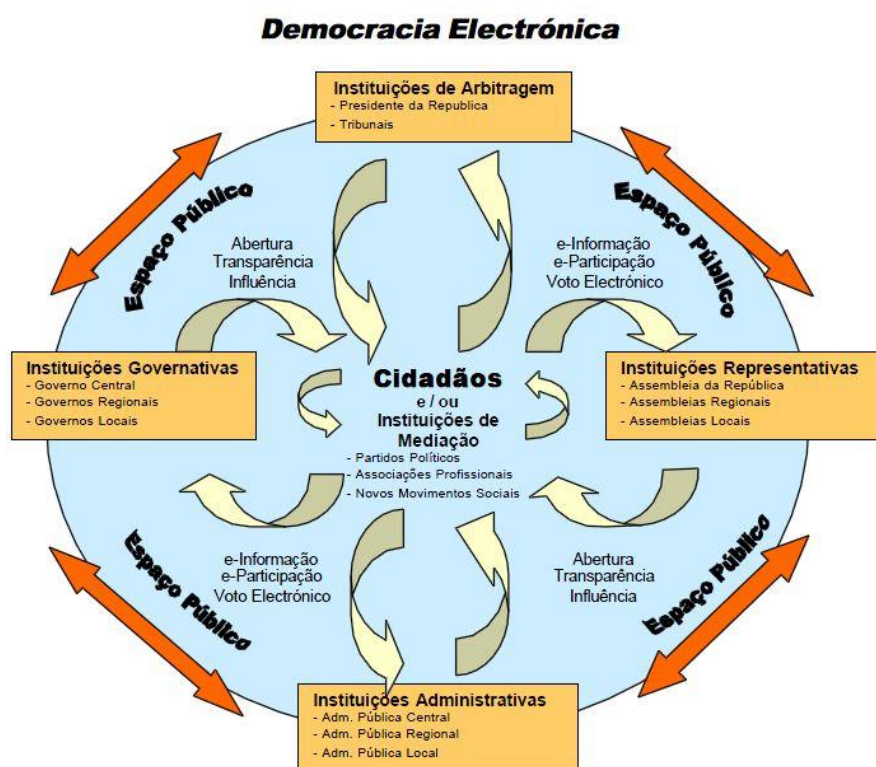 Democracia Electrónica
Instituições de Arbitragem
- Presidente da Republica
- Tribunais
Espaço Público
Espaço Público
Abertura
Transparência
Influência
e-Informação
e-Participação
Voto Electrónico
Instituições Governativas
- Governo Central
- Governos Regionais
- Governos Locais
Cidadãos
e / ou
Instituições de
Mediação
- Partidos Políticos
- Associações Profissionais
- Novos Movimentos Sociais
Instituições Representativas
- Assembleia da República
- Assembleias Regionais
- Assembleias Locais
e-Informação
e-Participação
Voto Electrónico
Abertura
Transparência
Influência
Espaço Público
Espaço Público
Instituições Administrativas
- Adm. Pública Central
- Adm. Pública Regional
- Adm. Pública Local